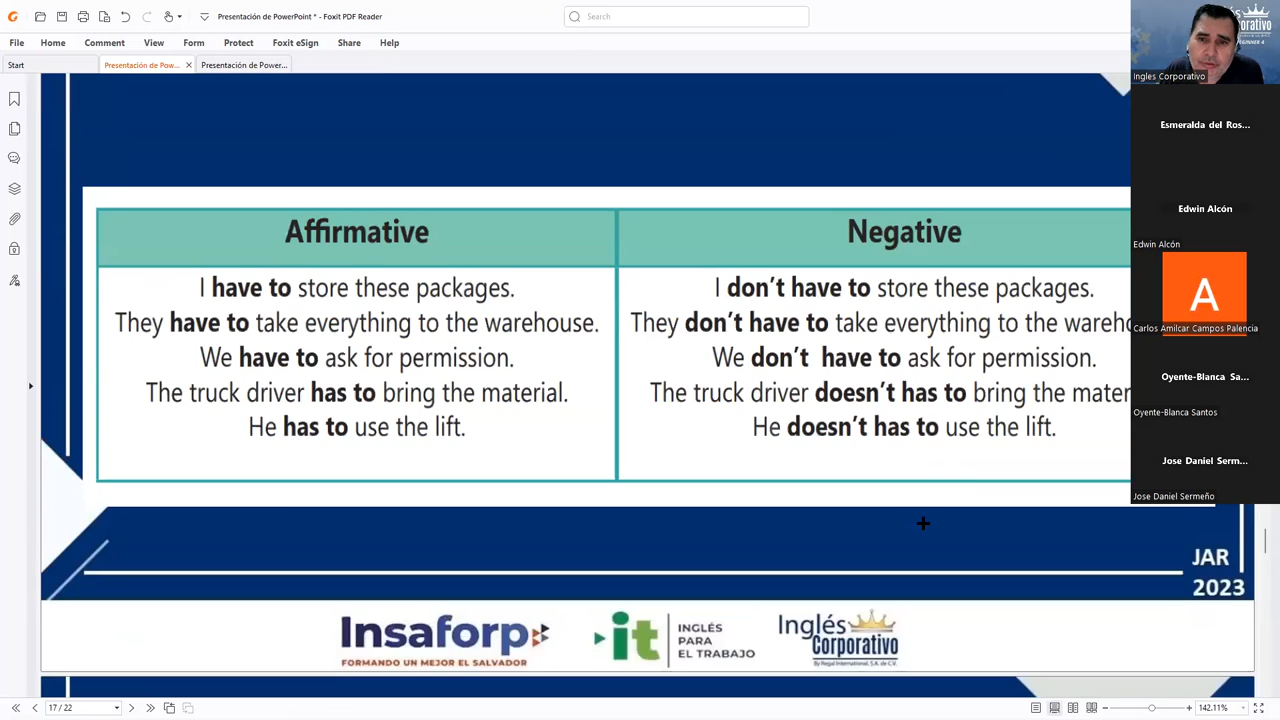 Presentación de PowerPoint * - Foxit PDF Reader
Search
File Home Comment View Form Protect Foxit eSign Share Help
Start
Presentación de Pow...
Presentación de Power...
Ingles Corporativo
Esmeralda del Ros...
Edwin Alcón
Edwin Alcón
A
Carlos Amilcar Campos Palencia
Oyente-Blanca Sa...
Oyente-Blanca Santos
Jose Daniel Serm...
Jose Daniel Sermeño
Affirmative
I have to store these packages.
They have to take everything to the warehouse.
We have to ask for permission.
The truck driver has to bring the material.
He has to use the lift.
Negative
I don't have to store these packages.
They don't have to take everything to the wareho
We don't have to ask for permission.
The truck driver doesn't has to bring the mater
He doesn't has to use the lift.
JAR
2023
Insaforp
FORMANDO UN MEJOR EL SALVADOR
it
INGLÉS
PARA
EL TRABAJO
Inglés
Corporativo
By Regal International, S.A. de C.V.
17 / 22
142.11%